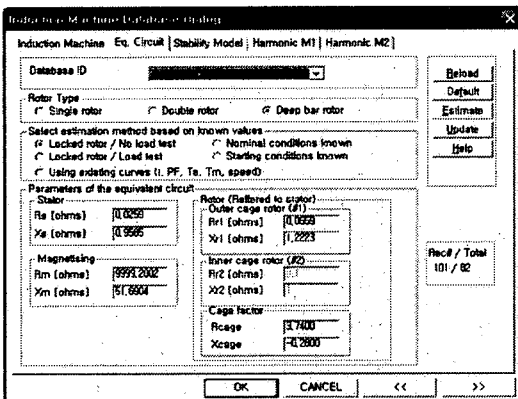 Induction Machine Database Dialog
Induction Machine Eq. Circuit Stability Model Harmonic M1 Harmonic M2
Database ID
Reload
Default
Estimate
Update
Help
Rotor Type
Single rotor Double rotor Deep bar rotor
Select estimation method based on known values
Locked rotor / No load test Nominal conditions known
Locked rotor / Load test Starting conditions known
Using existing curves (I, PF, Te, Tm, speed)
Parameters of the equivalent circuit
Stator
Rs (ohms) 0,0259
Xs (ohms) 0,9565
Magnetising
Rm (ohms) 9999,2002
Xm (ohms) 51,6904
Rotor (Reffered to stator)
Outer cage rotor (#1)
Rr1 (ohms) 0,0999
Xr1 (ohms) 1,2223
Inner cage rotor (#2)
Rr2 (ohms)
Xr2 (ohms)
Cage factor
Rcage 3,7400
Xcage -0,2800
Rec# / Total
101 / 82
OK CANCEL << >>